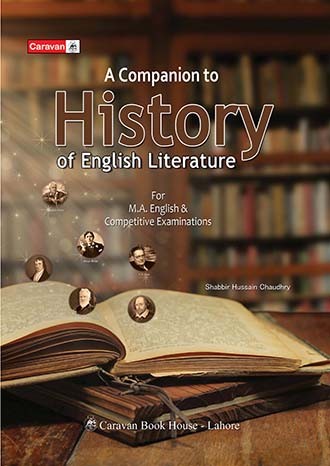 Caravan
A Companion to
History
of English Literature
For
M.A. English &
Competitive Examinations
Shabbir Hussain Chaudhry
Caravan Book House - Lahore